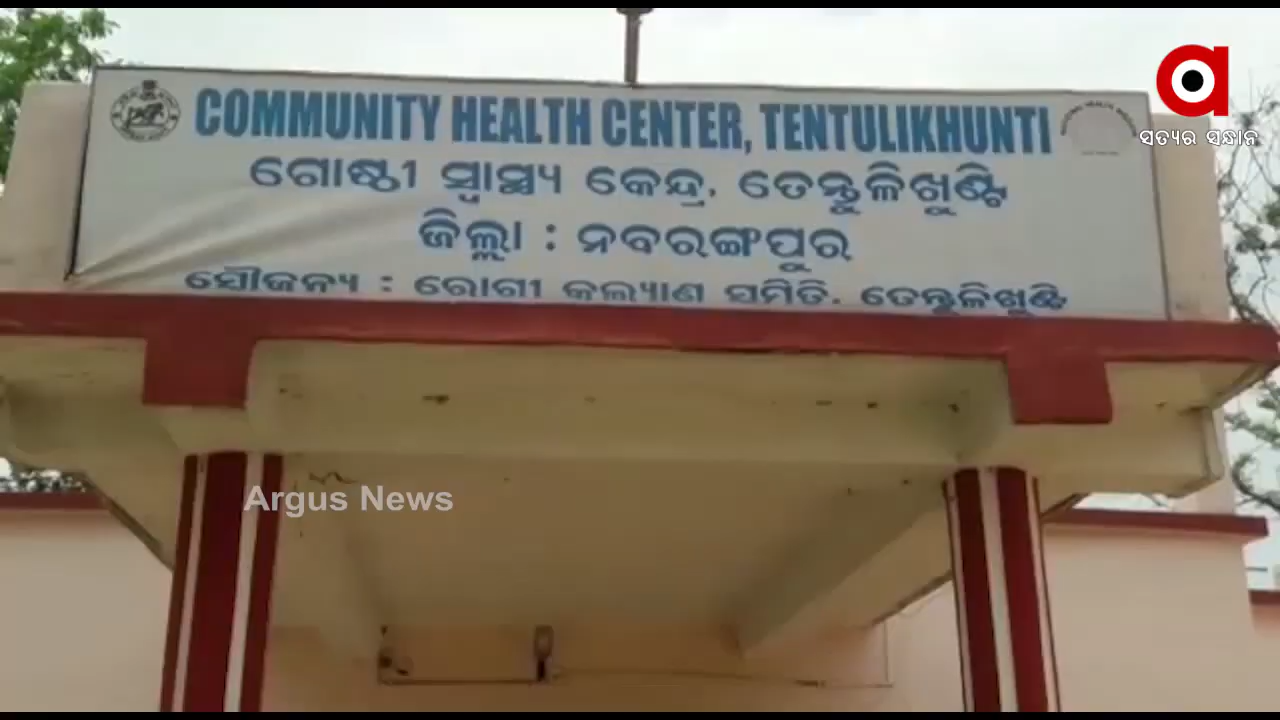 COMMUNITY HEALTH CENTER, TENTULIKHUNTI
ଗୋଷ୍ଠୀ ସ୍ୱାସ୍ଥ୍ୟ କେନ୍ଦ୍ର, ତେନ୍ତୁଳିଖୁଣ୍ଟି
ଜିଲ୍ଲା : ନବରଙ୍ଗପୁର
ସୌଜନ୍ୟ : ରୋଗୀ କଲ୍ୟାଣ ସମିତି, ତେନ୍ତୁଳିଖୁଣ୍ଟି
ସତ୍ୟର ସନ୍ଧାନ
Argus News